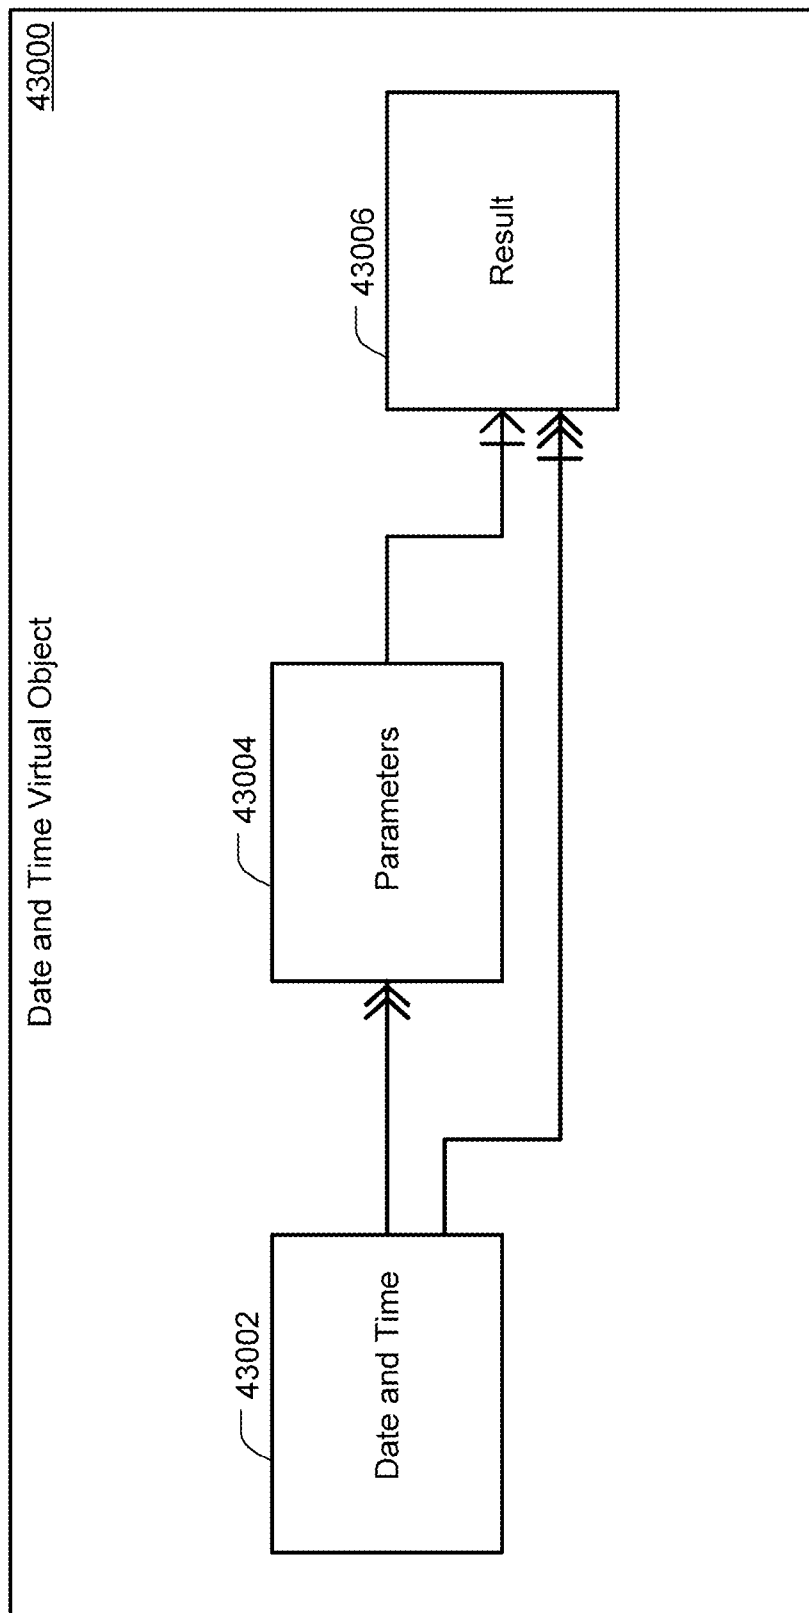 Date and Time Virtual Object
43000
43002
Date and Time
43004
Parameters
43006
Result